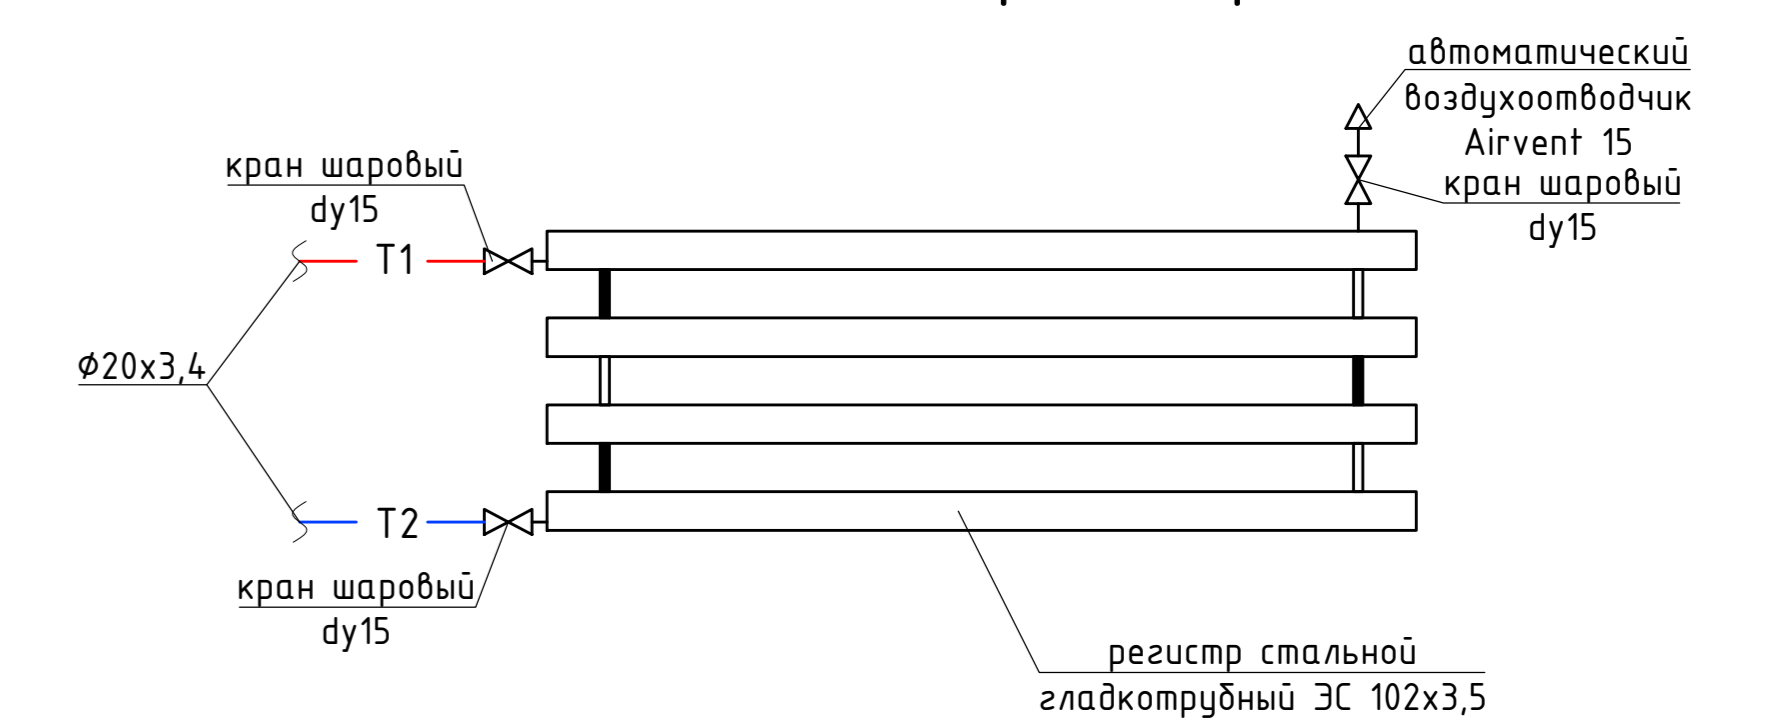 автоматический
воздухоотводчик
Airvent 15
кран шаровый
dy15
кран шаровый
dy15
T1
Ф20х3,4
T2
кран шаровый
dy15
регистр стальной
гладкотрубный ЭС 102х3,5